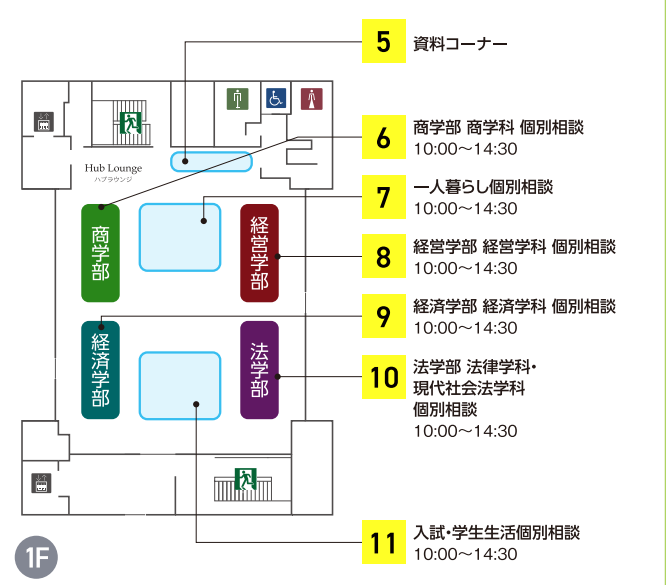 5 資料コーナー
Hub Lounge
ハブラウンジ
6 商学部 商学科 個別相談
10:00〜14:30
7 一人暮らし個別相談
10:00〜14:30
商学部
経営学部
8 経営学部 経営学科 個別相談
10:00〜14:30
9 経済学部 経済学科 個別相談
10:00〜14:30
経済学部
法学部
10 法学部 法律学科・
現代社会法学科
個別相談
10:00〜14:30
11 入試・学生生活個別相談
10:00〜14:30
1F